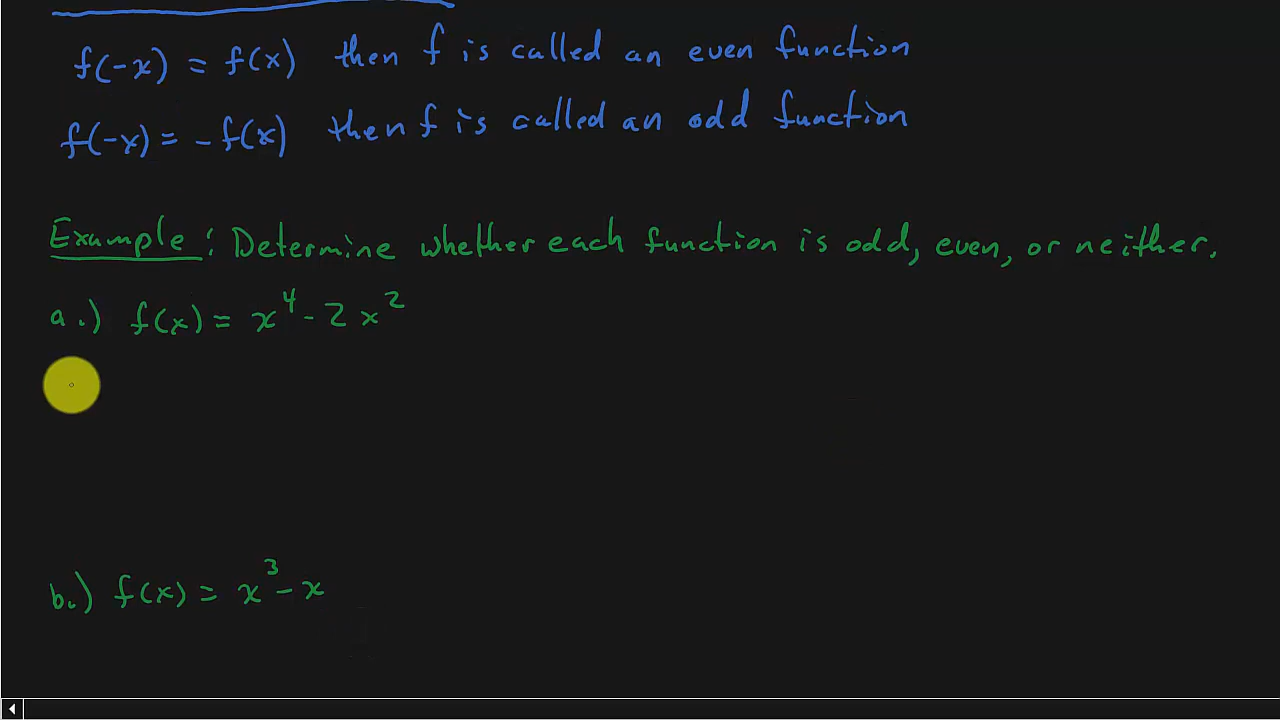 f(-x) = f(x) then f is called an even function
f(-x) = -f(x) then f is called an odd function
Example: Determine whether each function is odd, even, or neither.
a.) f(x) = x⁴ - 2x²
b.) f(x) = x³ - x